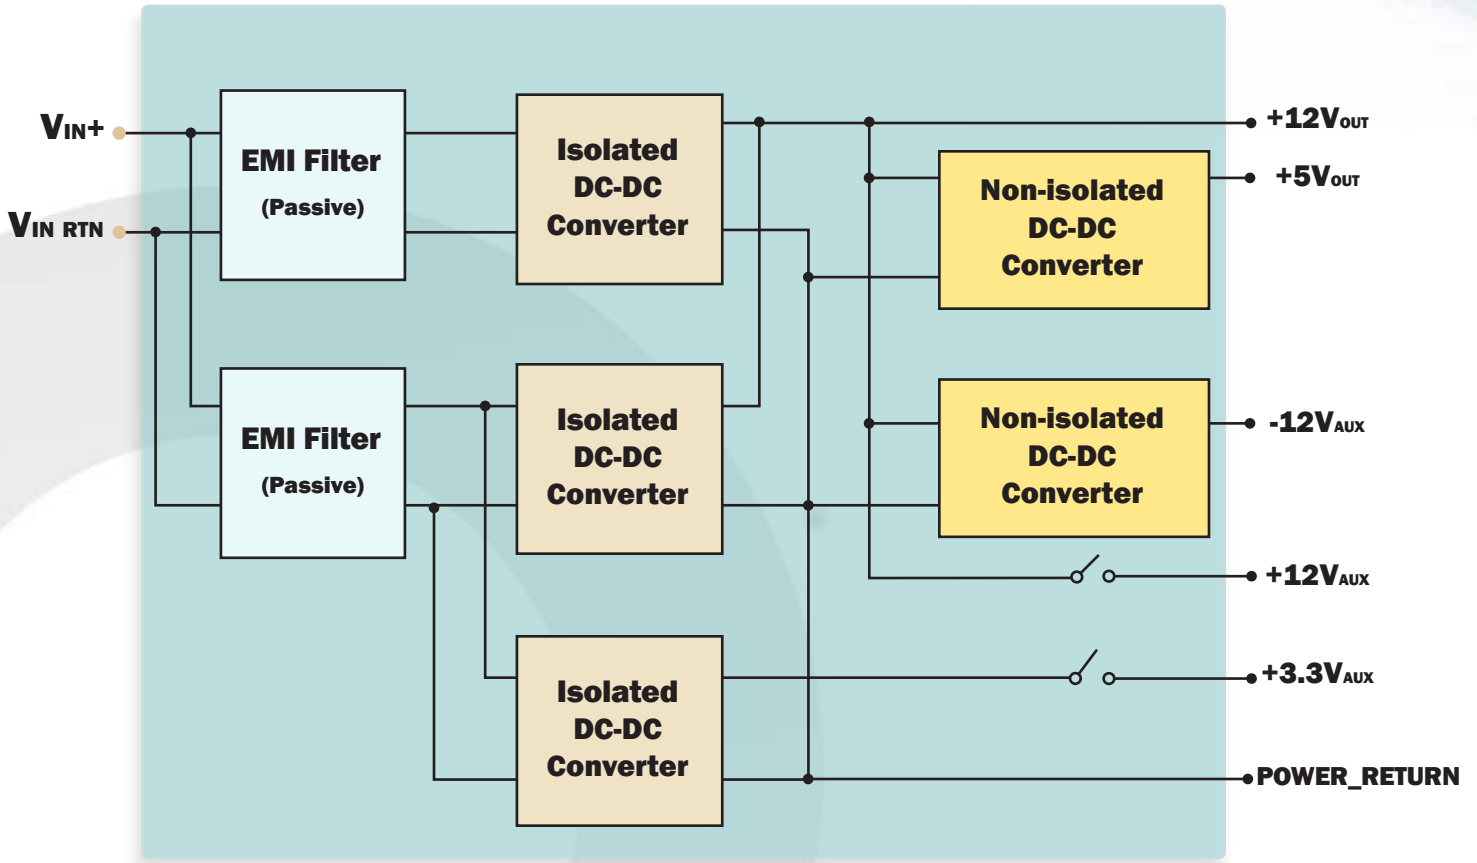 VIN+
VIN RTN
EMI Filter
(Passive)
Isolated
DC-DC
Converter
+12VOUT
Non-isolated
DC-DC
Converter
+5VOUT
EMI Filter
(Passive)
Isolated
DC-DC
Converter
Non-isolated
DC-DC
Converter
-12VAUX
+12VAUX
Isolated
DC-DC
Converter
+3.3VAUX
POWER_RETURN